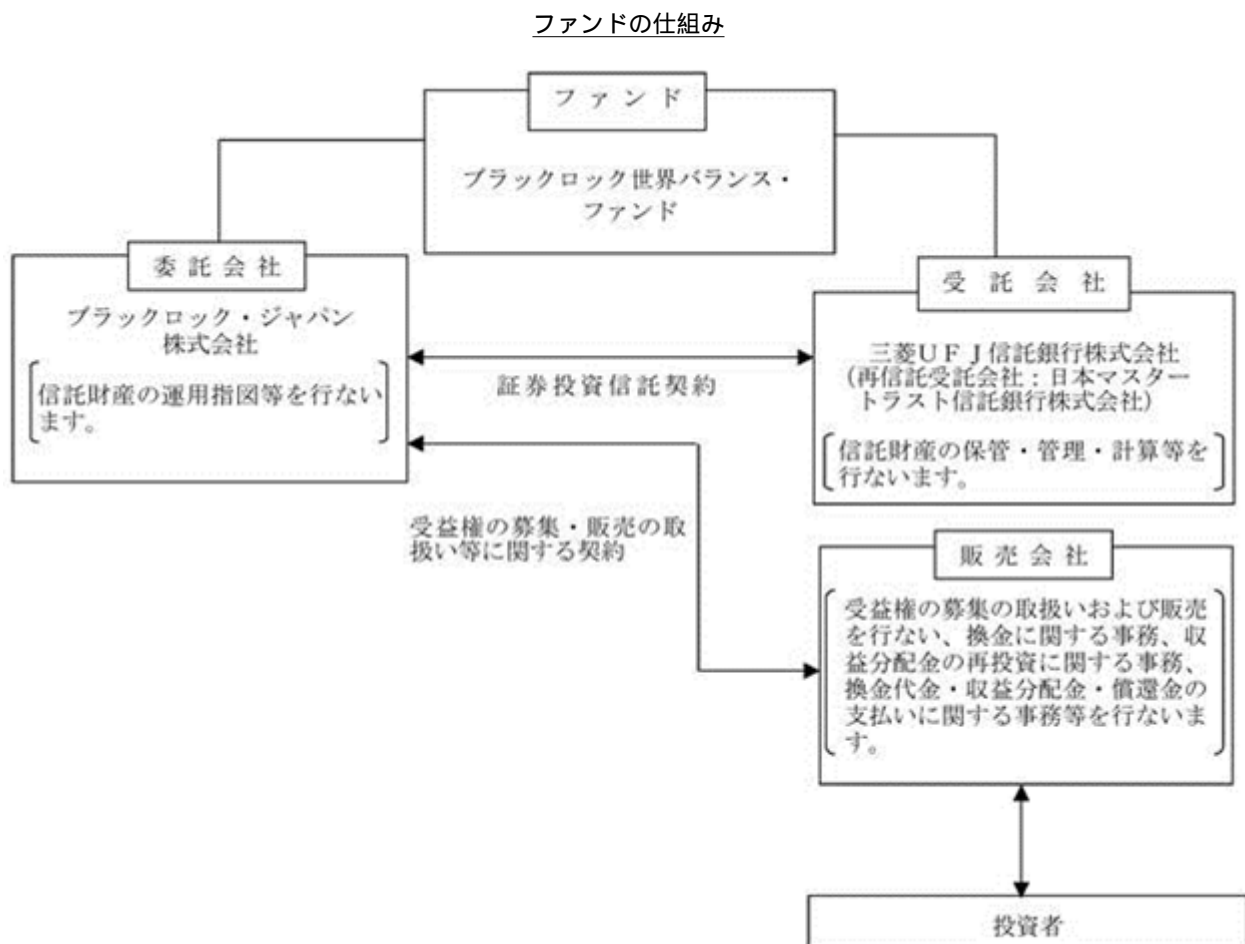 ファンドの仕組み
ファンド
ブラックロック世界バランス・
ファンド
委託会社
ブラックロック・ジャパン
株式会社
信託財産の運用指図等を行ない
ます。
証券投資信託契約
受託会社
三菱UFJ信託銀行株式会社
(再信託受託会社:日本マスター
トラスト信託銀行株式会社)
信託財産の保管・管理・計算等を
行ないます。
受益権の募集・販売の取
扱い等に関する契約
販売会社
受益権の募集の取扱いおよび販売
を行ない、換金に関する事務、収
益分配金の再投資に関する事務、
換金代金・収益分配金・償還金の
支払いに関する事務等を行ないま
す。
投資者